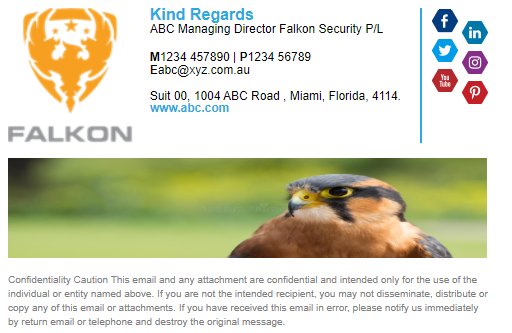 Kind Regards
ABC Managing Director Falkon Security P/L
M1234 457890 | P1234 56789
Eabc@xyz.com.au
Suit 00, 1004 ABC Road , Miami, Florida, 4114.
www.abc.com
FALKON
f
in
You
Tube
Confidentiality Caution This email and any attachment are confidential and intended only for the use of the
individual or entity named above. If you are not the intended recipient, you may not disseminate, distribute or
copy any of this email or attachments. If you have received this email in error, please notify us immediately
by return email or telephone and destroy the original message.